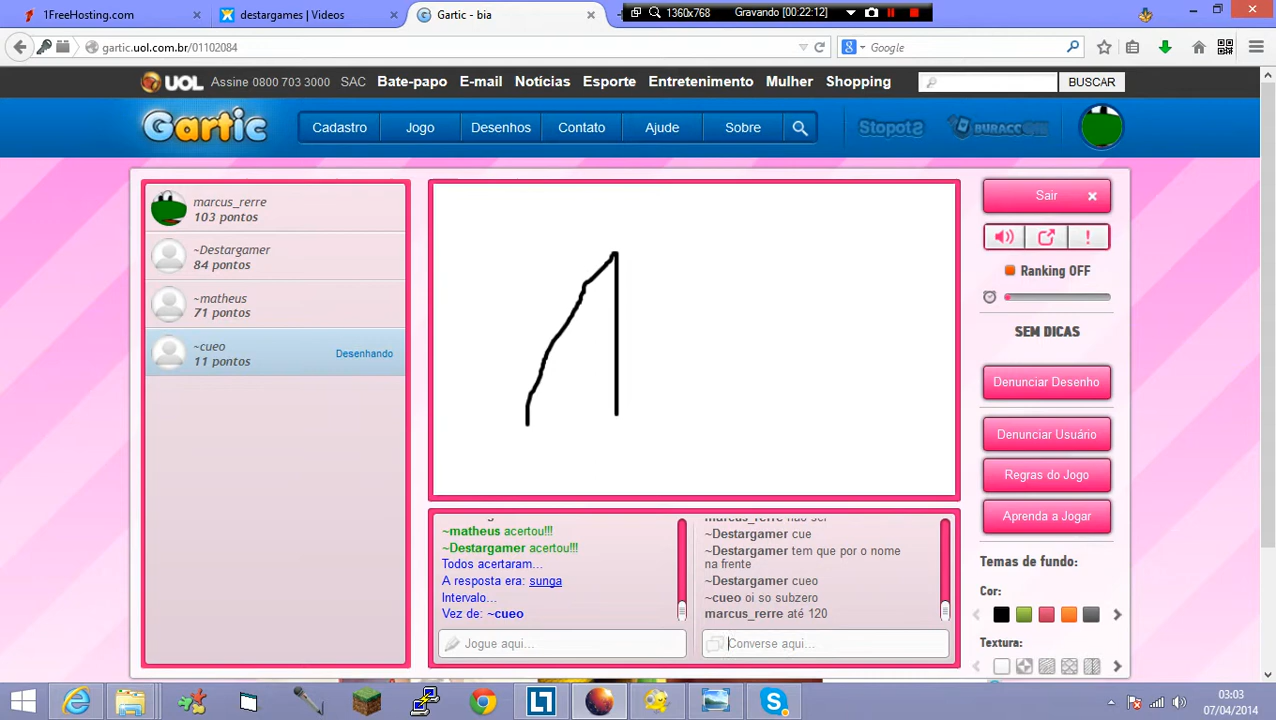 1FreeHosting.com
destargames | Videos
Gartic - bia
1360x768
Gravando [00:22:12]
gartic.uol.com.br/01102084
Google
UOL
Assine 0800 703 3000 SAC Bate-papo E-mail Notícias Esporte Entretenimento Mulher Shopping
BUSCAR
Gartic
Cadastro Jogo Desenhos Contato Ajude Sobre
StopotS
BURACOON
marcus_rerre
103 pontos
~Destargamer
84 pontos
~matheus
71 pontos
~cueo
11 pontos
Desenhando
Sair
Ranking OFF
SEM DICAS
Denunciar Desenho
Denunciar Usuário
Regras do Jogo
Aprenda a Jogar
Temas de fundo:
Cor:
Textura:
~matheus acertou!!!
~Destargamer acertou!!!
Todos acertaram...
A resposta era: sunga
Intervalo...
Vez de: ~cueo
Jogue aqui...
marcus_rerre não ser
~Destargamer cue
~Destargamer tem que por o nome
na frente
~Destargamer cueo
~cueo oi so subzero
marcus_rerre até 120
Converse aqui...
03:03
07/04/2014